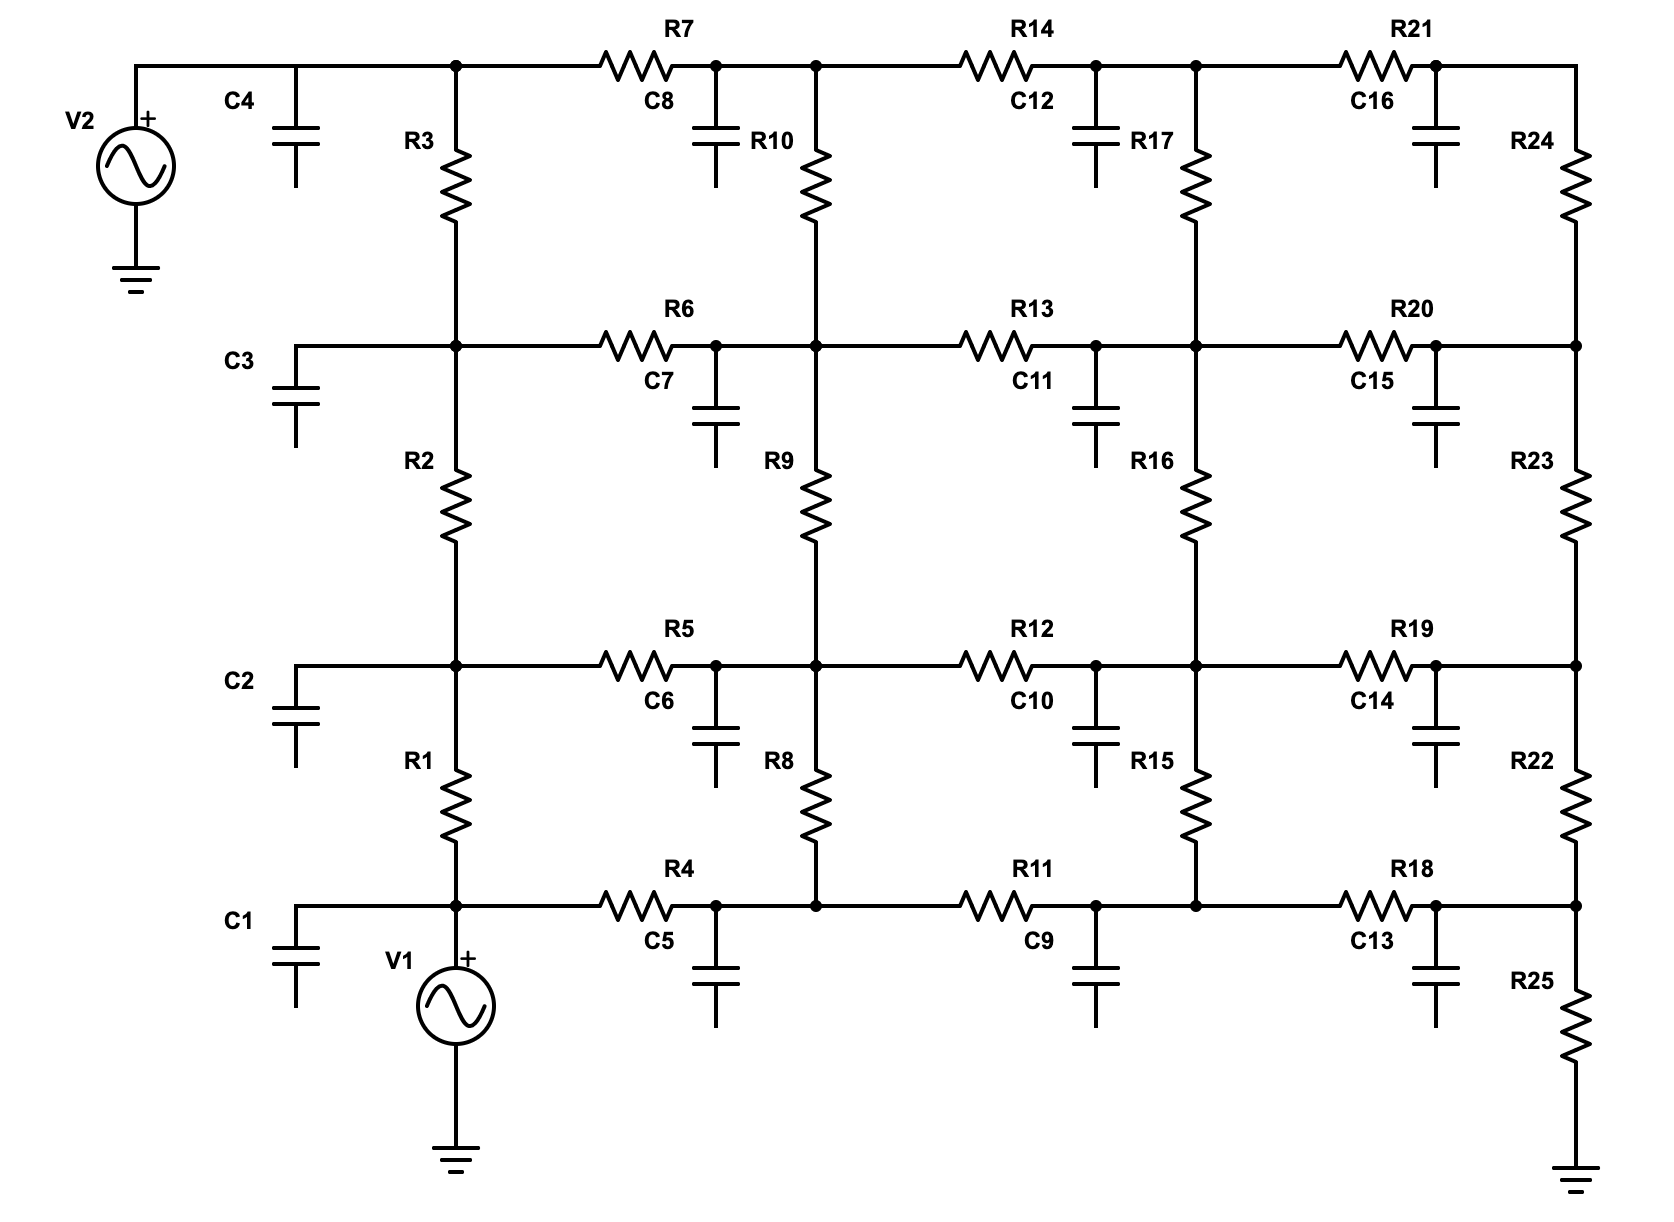 R7 R14 R21
C4 C8 C12 C16
V2 + R3 R10 R17 R24
R6 R13 R20
C3 C7 C11 C15
R2 R9 R16 R23
R5 R12 R19
C2 C6 C10 C14
R1 R8 R15 R22
R4 R11 R18
C1 C5 C9 C13
V1 + R25